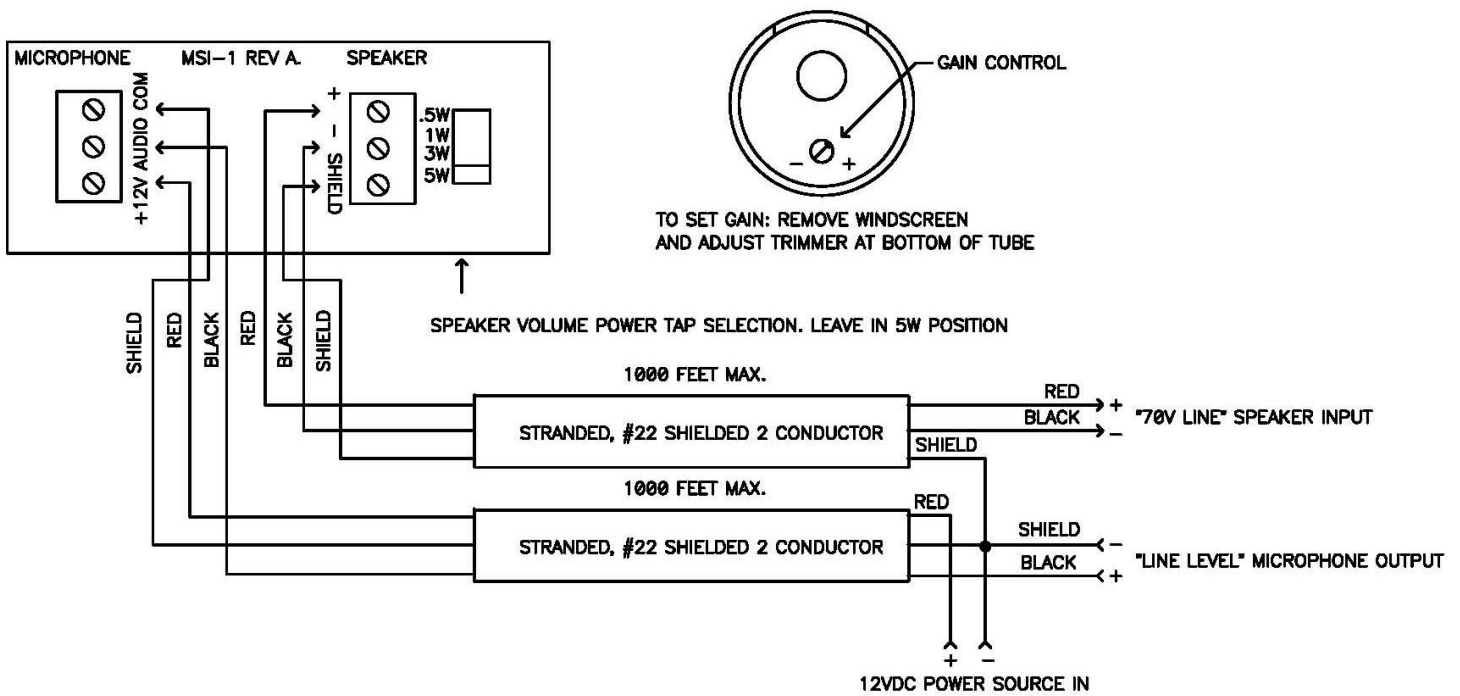 MICROPHONE
MSI-1 REV A.
SPEAKER
+12V AUDIO COM
+
- SHIELD
.5W
1W
3W
5W
GAIN CONTROL
- +
TO SET GAIN: REMOVE WINDSCREEN
AND ADJUST TRIMMER AT BOTTOM OF TUBE
SPEAKER VOLUME POWER TAP SELECTION. LEAVE IN 5W POSITION
SHIELD
RED
BLACK
RED
BLACK
SHIELD
1000 FEET MAX.
STRANDED, #22 SHIELDED 2 CONDUCTOR
RED
+
BLACK
-
"70V LINE" SPEAKER INPUT
SHIELD
1000 FEET MAX.
STRANDED, #22 SHIELDED 2 CONDUCTOR
RED
SHIELD
-
BLACK
+
"LINE LEVEL" MICROPHONE OUTPUT
+ -
12VDC POWER SOURCE IN